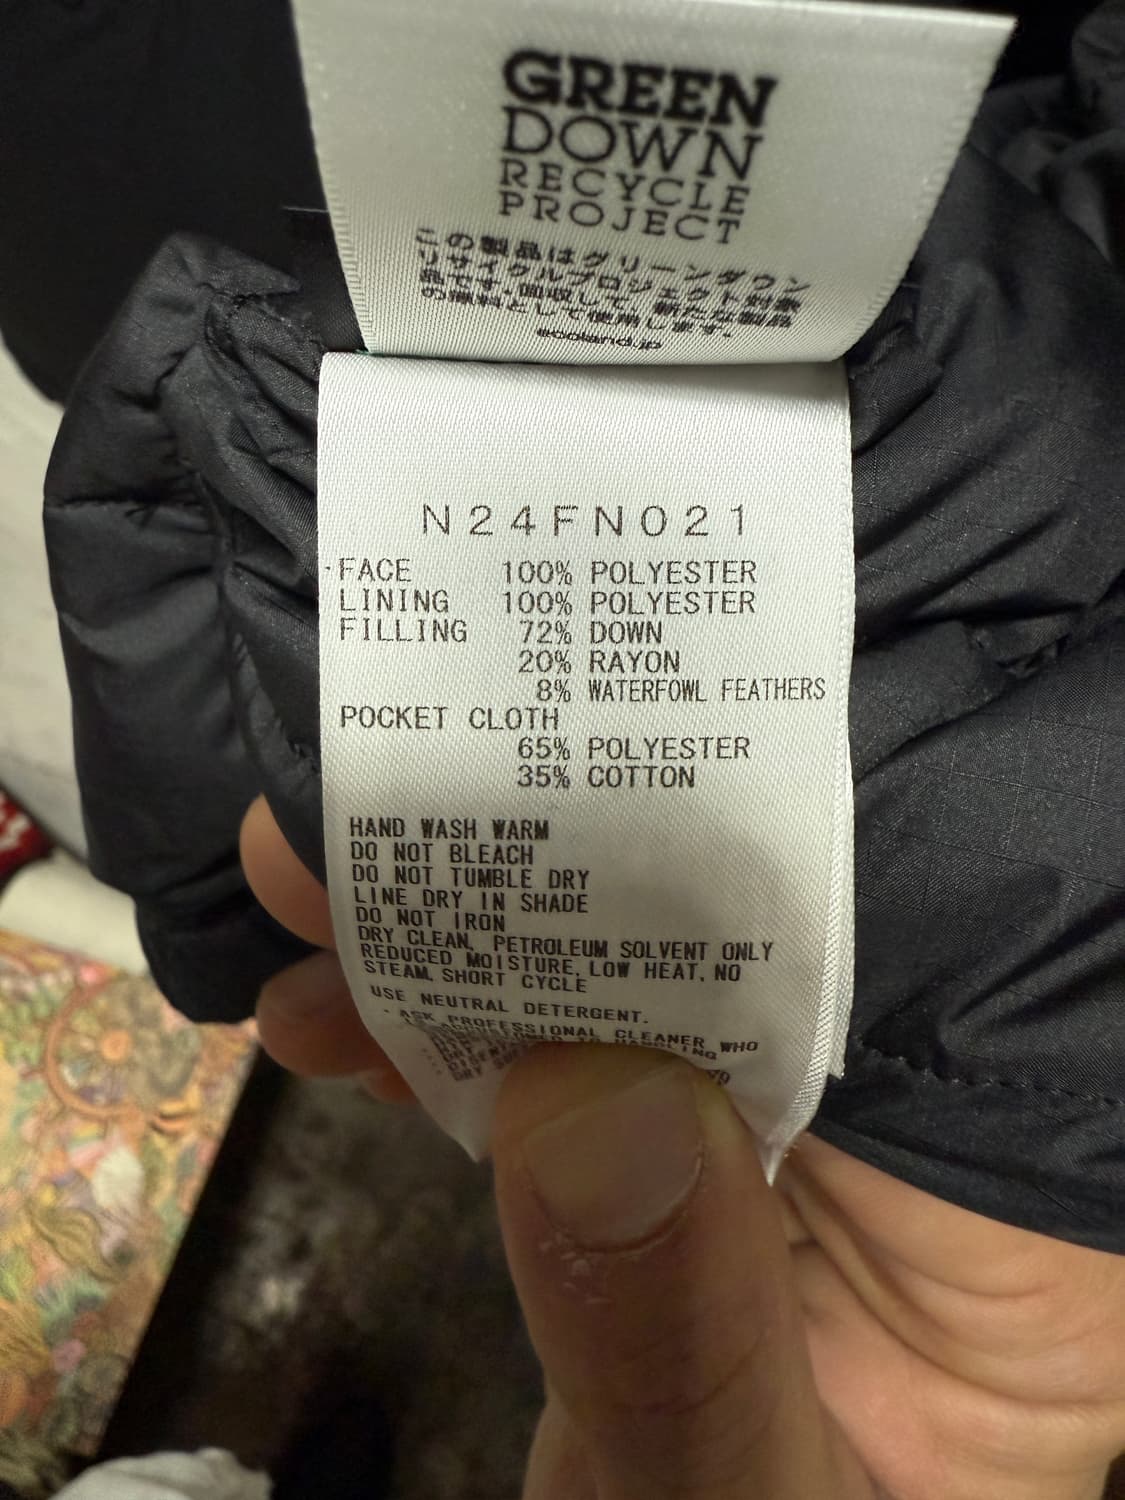 GREEN
DOWN
RECYCLE
PROJECT
この製品はグリーンダウン
リサイクルプロジェクト対象
品です。回収して、新たな製品
の原料として使用します。
ecoland.jp
N24FN021
FACE 100% POLYESTER
LINING 100% POLYESTER
FILLING 72% DOWN
20% RAYON
8% WATERFOWL FEATHERS
POCKET CLOTH
65% POLYESTER
35% COTTON
HAND WASH WARM
DO NOT BLEACH
DO NOT TUMBLE DRY
LINE DRY IN SHADE
DO NOT IRON
DRY CLEAN, PETROLEUM SOLVENT ONLY
REDUCED MOISTURE, LOW HEAT, NO
STEAM, SHORT CYCLE
USE NEUTRAL DETERGENT.
・ASK PROFESSIONAL CLEANER WHO
HANDLING